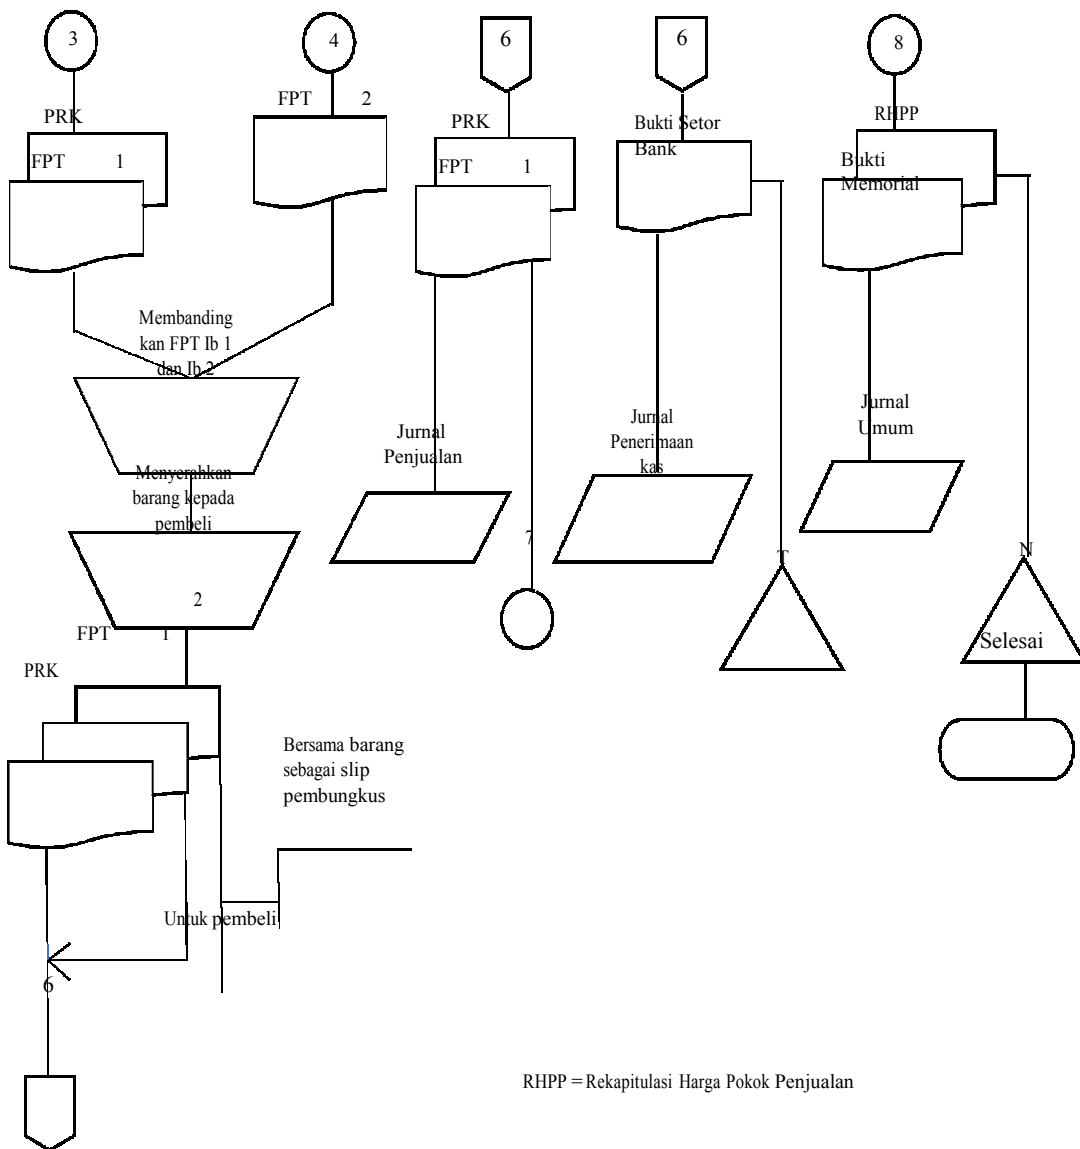 3
4
6
6
8
FPT 2
PRK
FPT 1
PRK
FPT 1
Bukti Setor
Bank
RHPP
Bukti
Memorial
Membanding
kan FPT Ib 1
dan Ib 2
Menyerahkan
barang kepada
pembeli
Jurnal
Penjualan
Jurnal
Penerimaan
kas
Jurnal
Umum
7
T
N
Selesai
2
FPT 1
PRK
Bersama barang
sebagai slip
pembungkus
Untuk pembeli
6
RHPP = Rekapitulasi Harga Pokok Penjualan